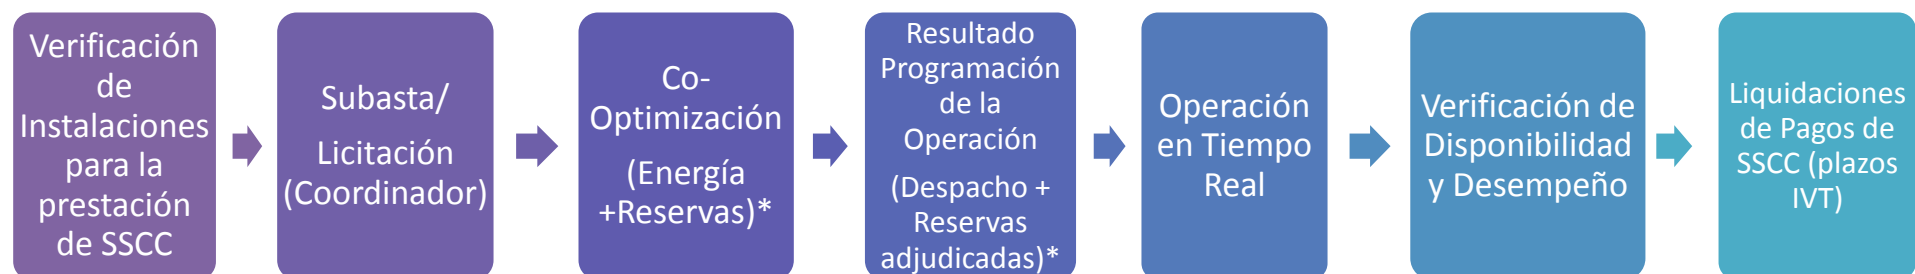 Verificación
de
Instalaciones
para la
prestación
de SSCC
Subasta/
Licitación
(Coordinador)
Co-
Optimización
(Energía
+Reservas)*
Resultado
Programación
de la
Operación
(Despacho +
Reservas
adjudicadas)*
Operación
en Tiempo
Real
Verificación de
Disponibilidad
y Desempeño
Liquidaciones
de Pagos de
SSCC (plazos
IVT)